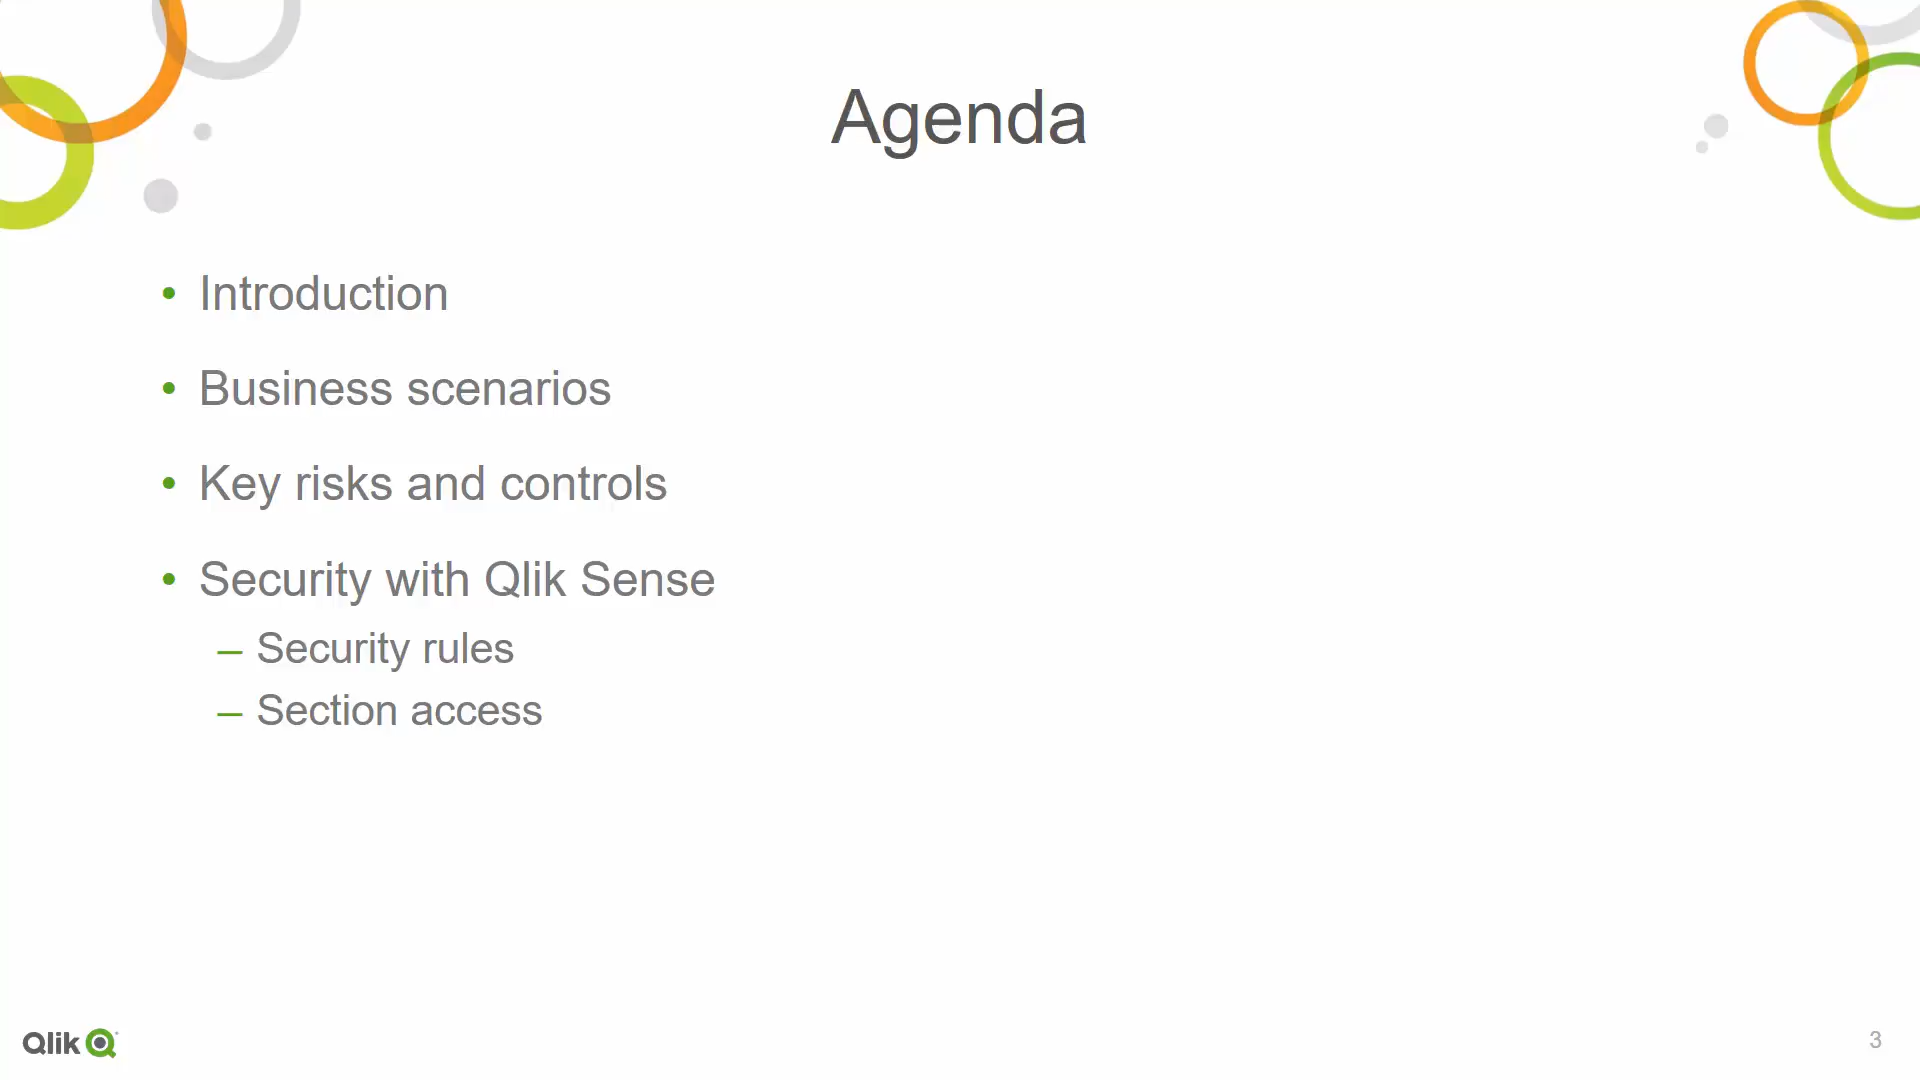 Agenda
• Introduction
• Business scenarios
• Key risks and controls
• Security with Qlik Sense
– Security rules
– Section access
Qlik
3